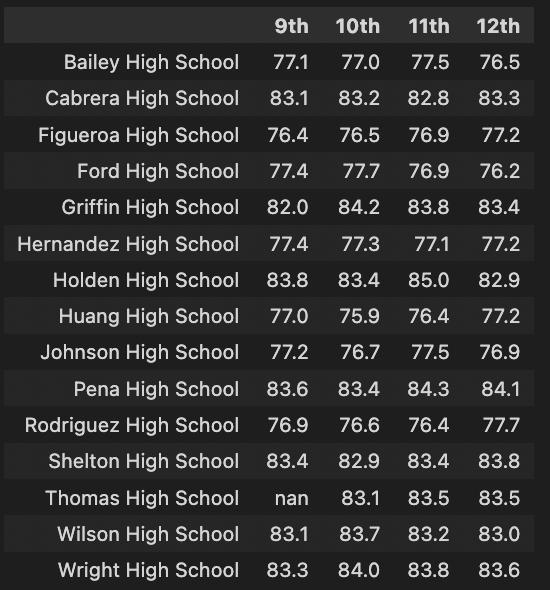 9th 10th 11th 12th
Bailey High School 77.1 77.0 77.5 76.5
Cabrera High School 83.1 83.2 82.8 83.3
Figueroa High School 76.4 76.5 76.9 77.2
Ford High School 77.4 77.7 76.9 76.2
Griffin High School 82.0 84.2 83.8 83.4
Hernandez High School 77.4 77.3 77.1 77.2
Holden High School 83.8 83.4 85.0 82.9
Huang High School 77.0 75.9 76.4 77.2
Johnson High School 77.2 76.7 77.5 76.9
Pena High School 83.6 83.4 84.3 84.1
Rodriguez High School 76.9 76.6 76.4 77.7
Shelton High School 83.4 82.9 83.4 83.8
Thomas High School nan 83.1 83.5 83.5
Wilson High School 83.1 83.7 83.2 83.0
Wright High School 83.3 84.0 83.8 83.6